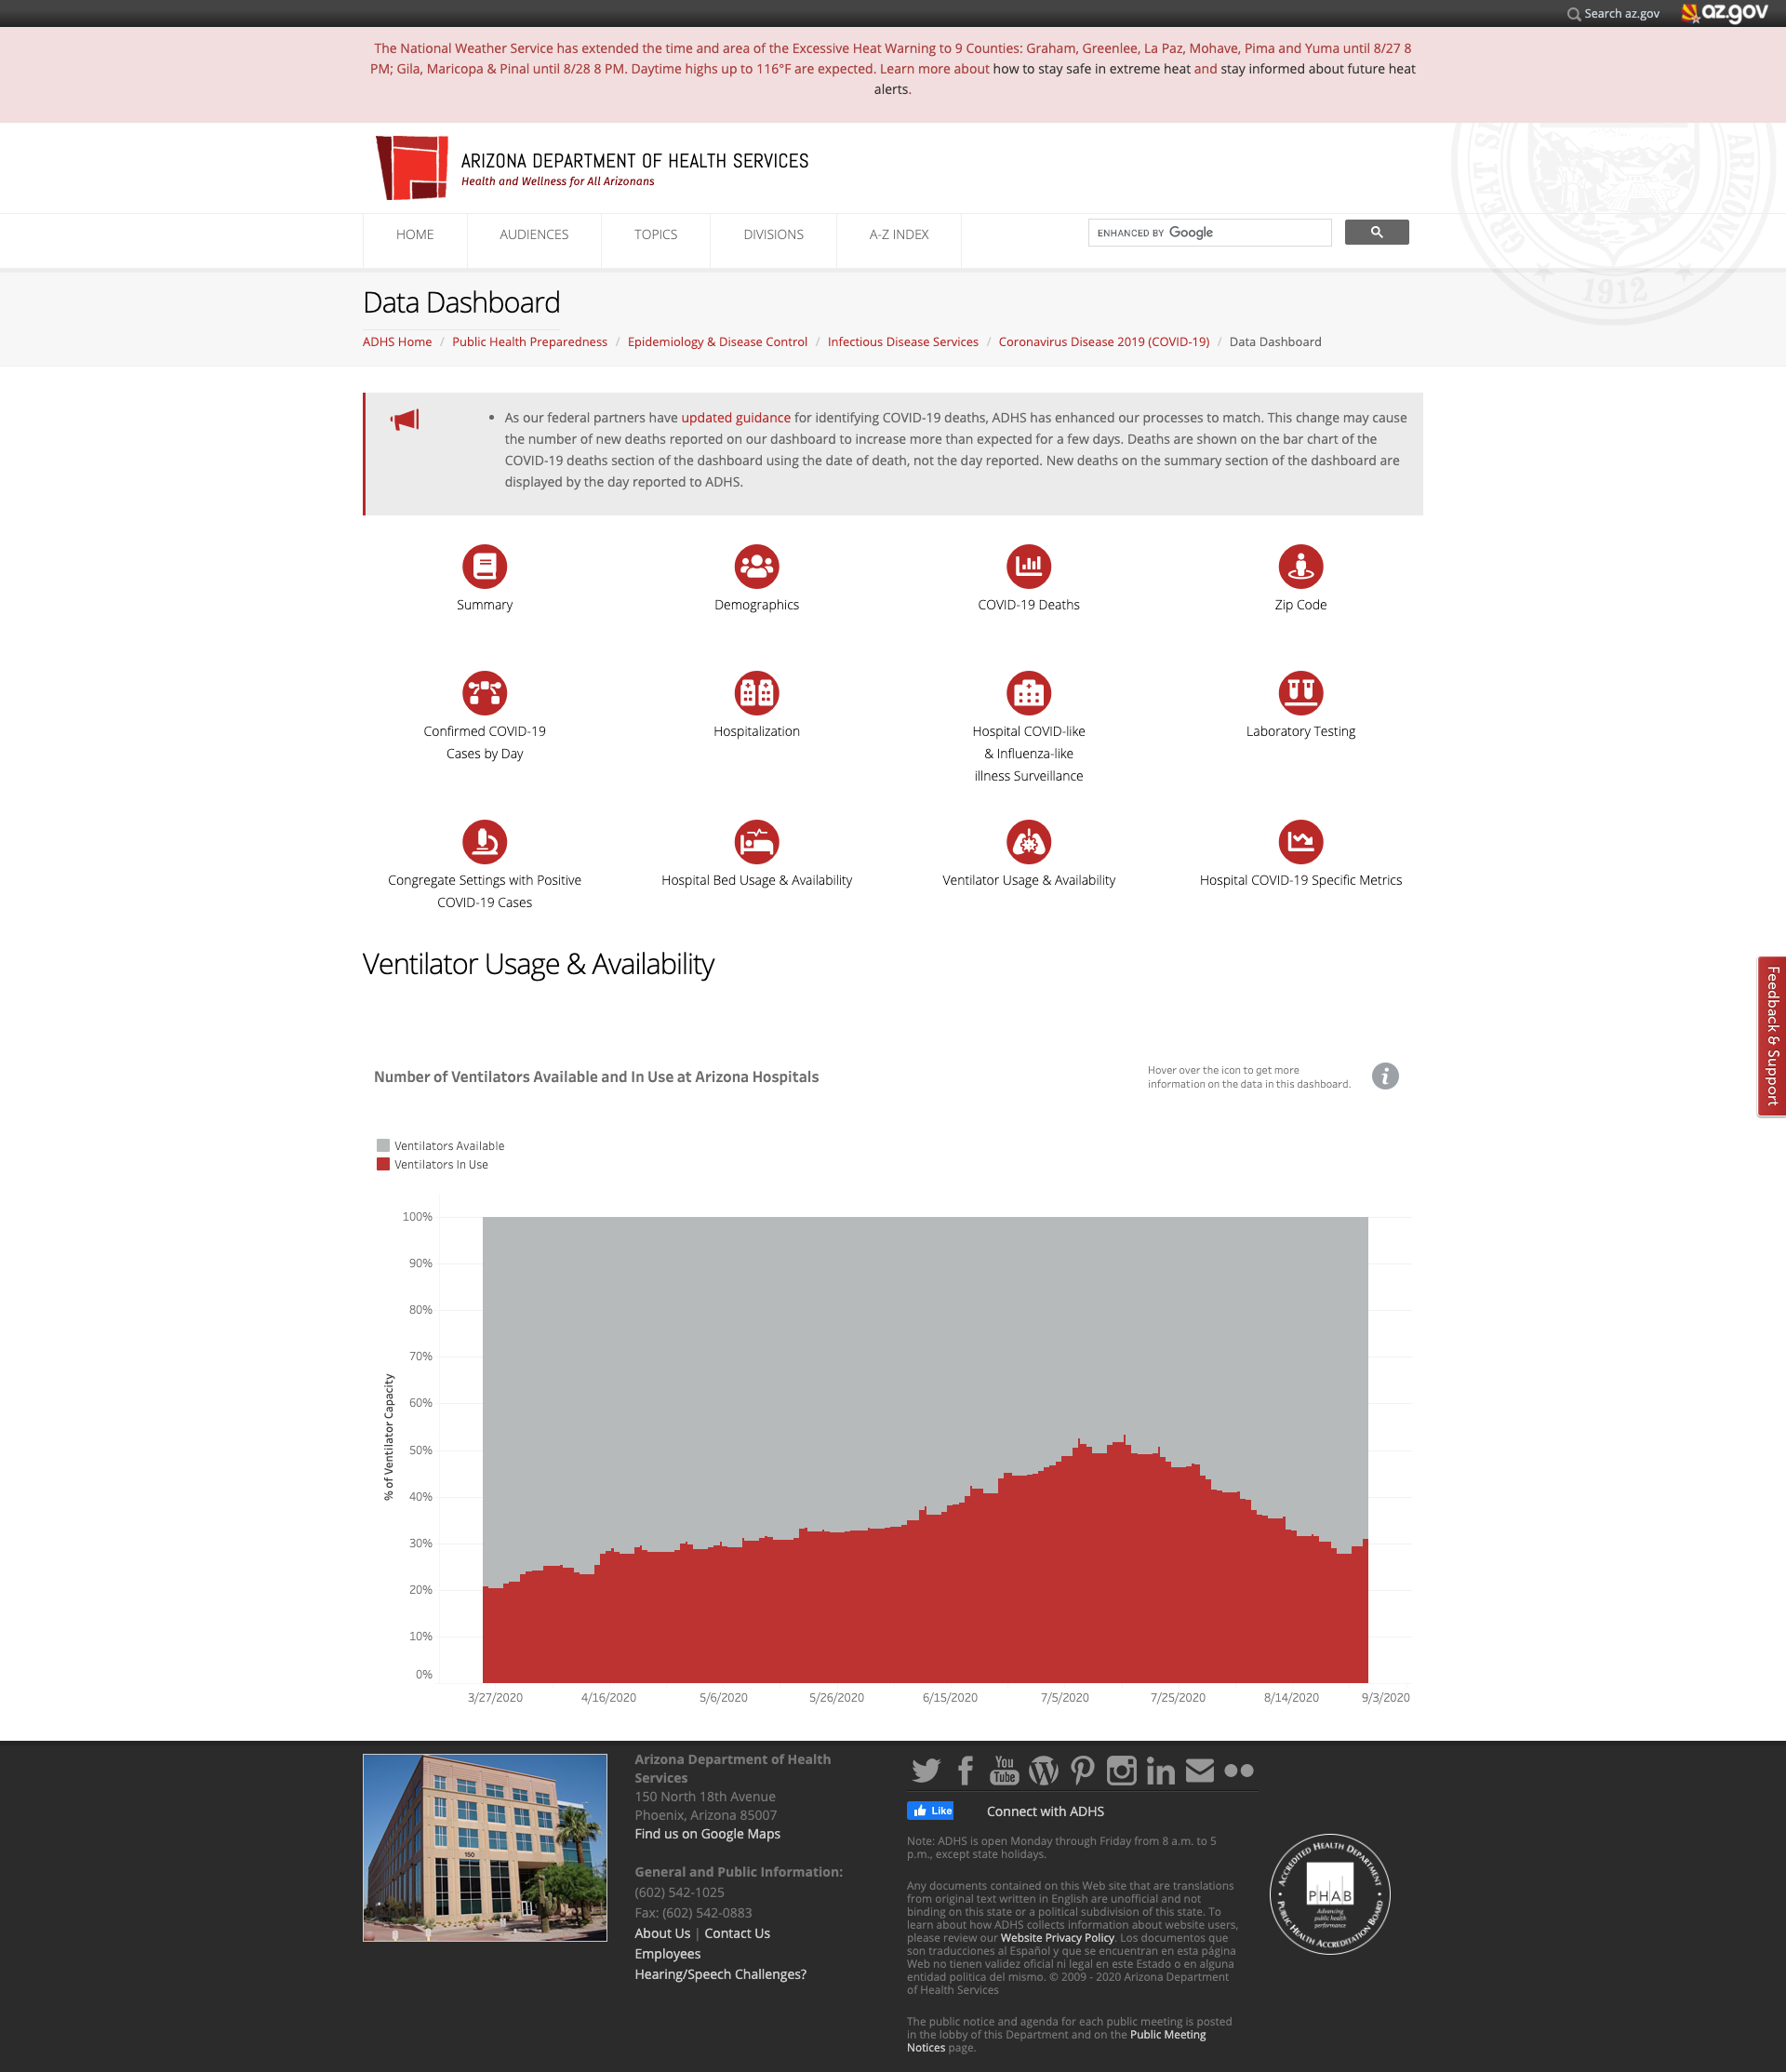 Search az.gov
az.gov
The National Weather Service has extended the time and area of the Excessive Heat Warning to 9 Counties: Graham, Greenlee, La Paz, Mohave, Pima and Yuma until 8/27 8
PM; Gila, Maricopa & Pinal until 8/28 8 PM. Daytime highs up to 116°F are expected. Learn more about how to stay safe in extreme heat and stay informed about future heat
alerts.
ARIZONA DEPARTMENT OF HEALTH SERVICES
Health and Wellness for All Arizonans
GREAT S
ARIZONA
1912
HOME
AUDIENCES
TOPICS
DIVISIONS
A-Z INDEX
ENHANCED BY Google
Data Dashboard
ADHS Home / Public Health Preparedness / Epidemiology & Disease Control / Infectious Disease Services / Coronavirus Disease 2019 (COVID-19) / Data Dashboard
• As our federal partners have updated guidance for identifying COVID-19 deaths, ADHS has enhanced our processes to match. This change may cause
the number of new deaths reported on our dashboard to increase more than expected for a few days. Deaths are shown on the bar chart of the
COVID-19 deaths section of the dashboard using the date of death, not the day reported. New deaths on the summary section of the dashboard are
displayed by the day reported to ADHS.
Summary
Demographics
COVID-19 Deaths
Zip Code
Confirmed COVID-19
Cases by Day
Hospitalization
Hospital COVID-like
& Influenza-like
illness Surveillance
Laboratory Testing
Congregate Settings with Positive
COVID-19 Cases
Hospital Bed Usage & Availability
Ventilator Usage & Availability
Hospital COVID-19 Specific Metrics
Ventilator Usage & Availability
Feedback & Support
Number of Ventilators Available and In Use at Arizona Hospitals
Hover over the icon to get more
information on the data in this dashboard.
i
Ventilators Available
Ventilators In Use
% of Ventilator Capacity
100%
90%
80%
70%
60%
50%
40%
30%
20%
10%
0%
3/27/2020
4/16/2020
5/6/2020
5/26/2020
6/15/2020
7/5/2020
7/25/2020
8/14/2020
9/3/2020
150
Arizona Department of Health
Services
150 North 18th Avenue
Phoenix, Arizona 85007
Find us on Google Maps
General and Public Information:
(602) 542-1025
Fax: (602) 542-0883
About Us | Contact Us
Employees
Hearing/Speech Challenges?
You Tube
Like
Connect with ADHS
Note: ADHS is open Monday through Friday from 8 a.m. to 5
p.m., except state holidays.
Any documents contained on this Web site that are translations
from original text written in English are unofficial and not
binding on this state or a political subdivision of this state. To
learn about how ADHS collects information about website users,
please review our Website Privacy Policy. Los documentos que
son traducciones al Español y que se encuentran en esta página
Web no tienen validez oficial ni legal en este Estado o en alguna
entidad politica del mismo. © 2009 - 2020 Arizona Department
of Health Services
The public notice and agenda for each public meeting is posted
in the lobby of this Department and on the Public Meeting
Notices page.
ACCREDITED HEALTH DEPARTMENT
PHAB
Advancing
public health
performance
PUBLIC HEALTH ACCREDITATION BOARD